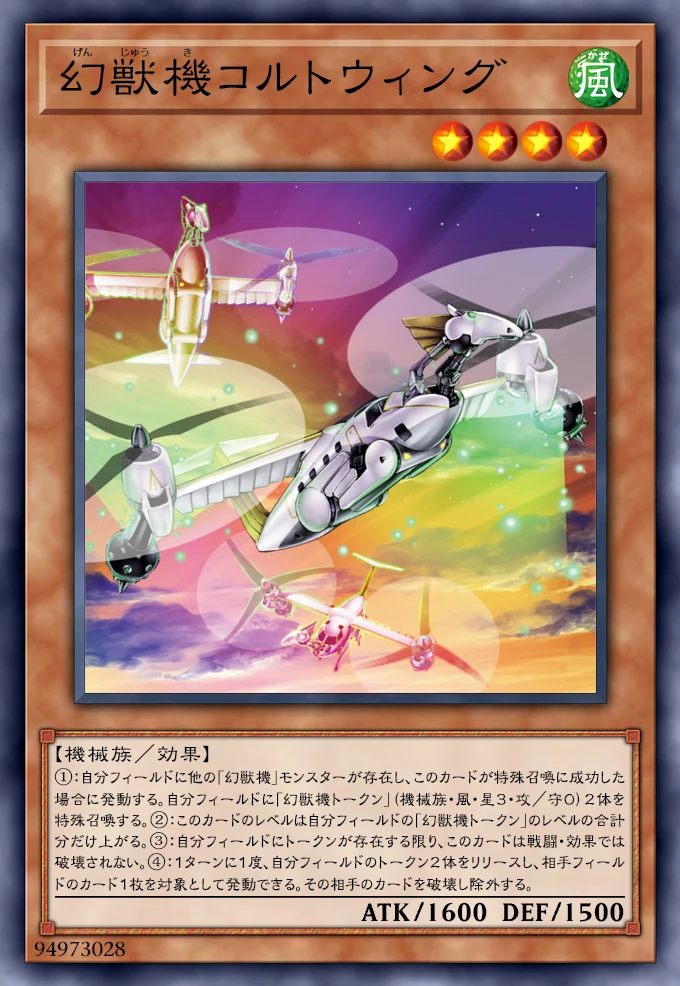 げん じゅう き
幻獣機コルトウィング
かぜ
風
【機械族／効果】
①：自分フィールドに他の「幻獣機」モンスターが存在し、このカードが特殊召喚に成功した
場合に発動する。自分フィールドに「幻獣機トークン」(機械族・風・星３・攻／守０)２体を
特殊召喚する。②：このカードのレベルは自分フィールドの「幻獣機トークン」のレベルの合計
分だけ上がる。③：自分フィールドにトークンが存在する限り、このカードは戦闘・効果では
破壊されない。④：１ターンに１度、自分フィールドのトークン２体をリリースし、相手フィール
ドのカード１枚を対象として発動できる。その相手のカードを破壊し除外する。
ATK/1600 DEF/1500
94973028